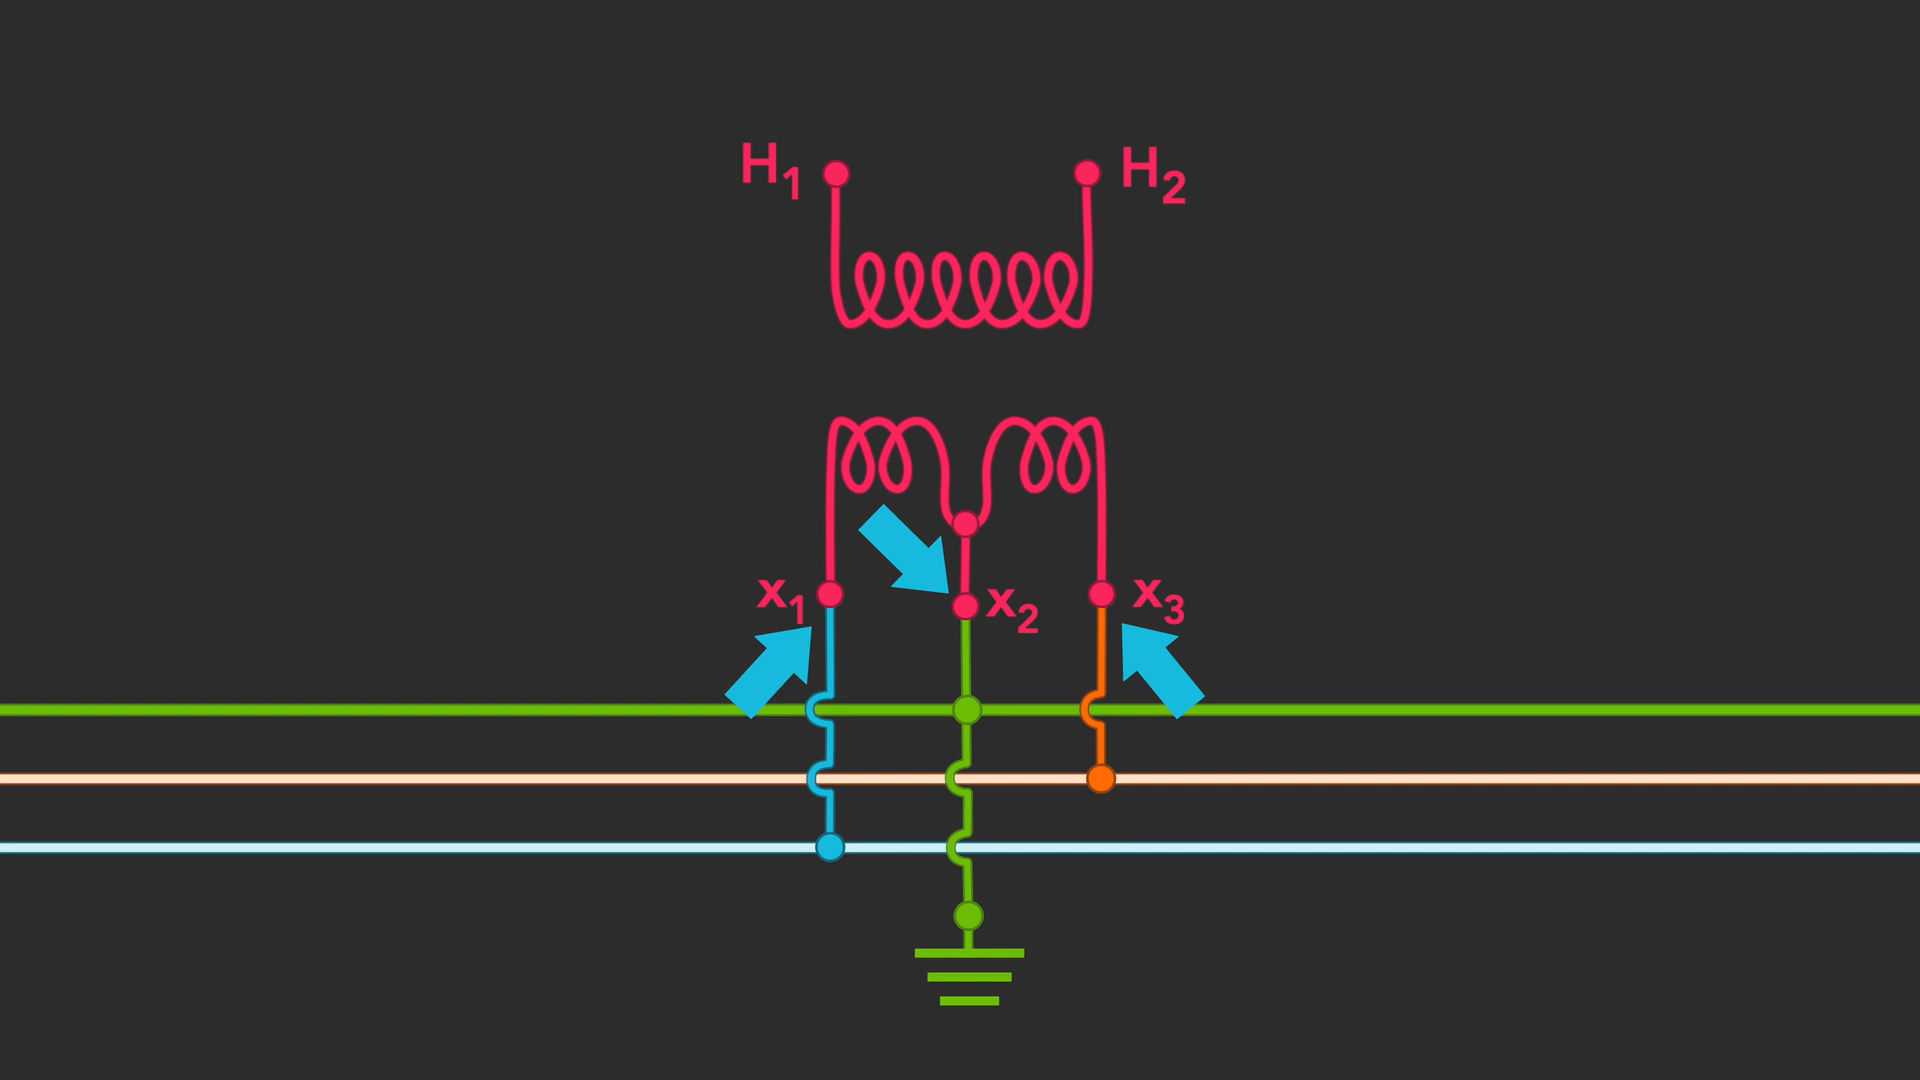 H₁
H₂
x₁
x₂
x₃